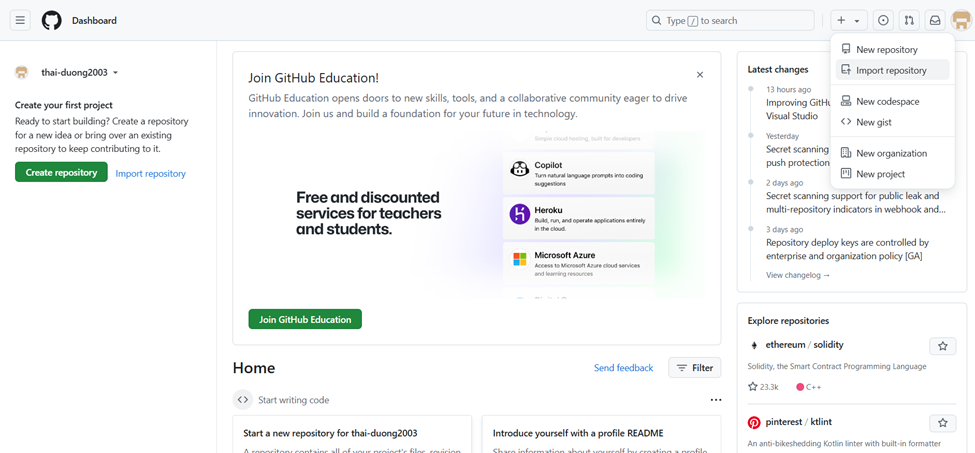 Dashboard
Type / to search
thai-duong2003
Create your first project
Ready to start building? Create a repository
for a new idea or bring over an existing
repository to keep contributing to it.
Create repository
Import repository
Join GitHub Education!
GitHub Education opens doors to new skills, tools, and a collaborative community eager to drive
innovation. Join us and build a foundation for your future in technology.
Free and discounted
services for teachers
and students.
Simple cloud hosting, built for developers
Copilot
Turn natural language prompts into coding
suggestions
Heroku
Build, run, and operate applications entirely
in the cloud.
Microsoft Azure
Access to Microsoft Azure cloud services
and learning resources
Join GitHub Education
Home
Send feedback
Filter
Start writing code
Start a new repository for thai-duong2003
A repository contains all of your project's files, revision
Introduce yourself with a profile README
Share information about yourself by creating a profile
New repository
Import repository
New codespace
New gist
New organization
New project
Latest changes
13 hours ago
Improving GitHu
Visual Studio
Yesterday
Secret scanning
push protection
2 days ago
Secret scanning support for public leak and
multi-repository indicators in webhook and...
3 days ago
Repository deploy keys are controlled by
enterprise and organization policy [GA]
View changelog →
Explore repositories
ethereum / solidity
Solidity, the Smart Contract Programming Language
23.3k
C++
pinterest / ktlint
An anti-bikeshedding Kotlin linter with built-in formatter